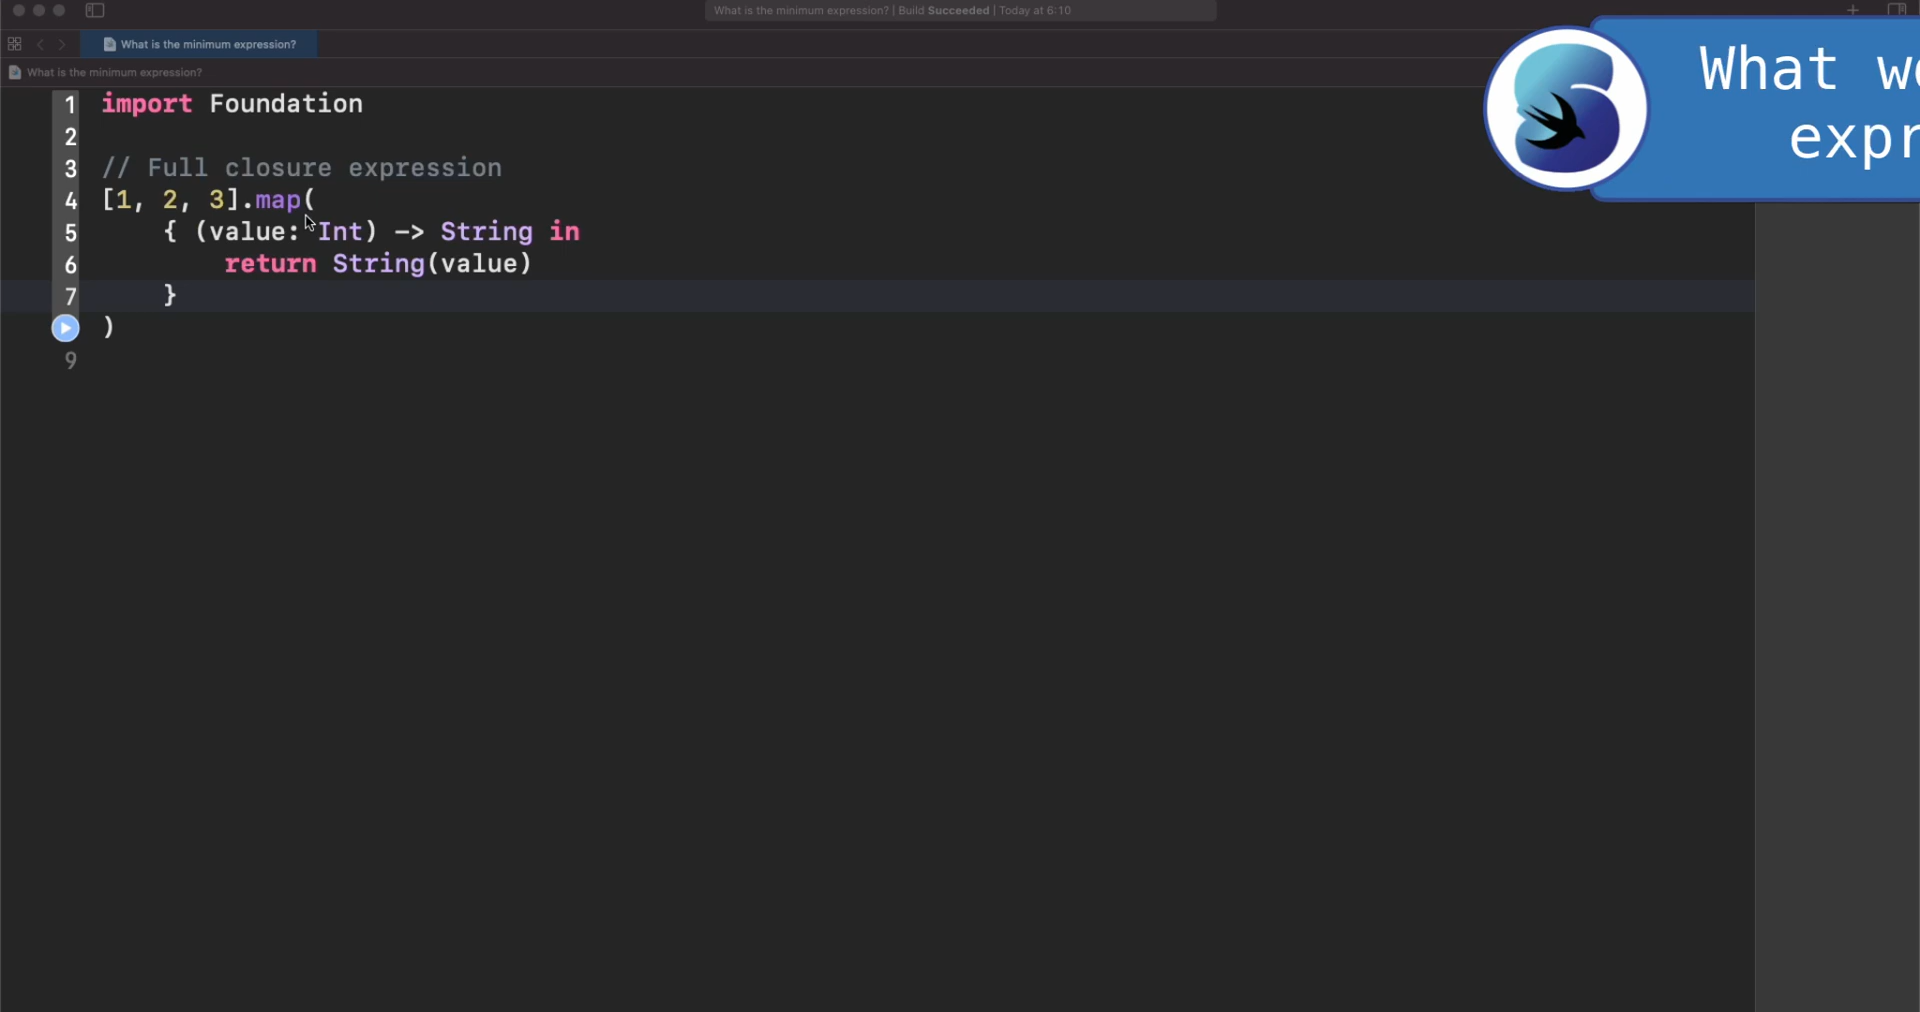 What is the minimum expression? | Build Succeeded | Today at 6:10
What is the minimum expression?
What is the minimum expression?
What
1 import Foundation
2
3 // Full closure expression
4 [1, 2, 3].map(
5     { (value: Int) -> String in
6         return String(value)
7     }
)
9